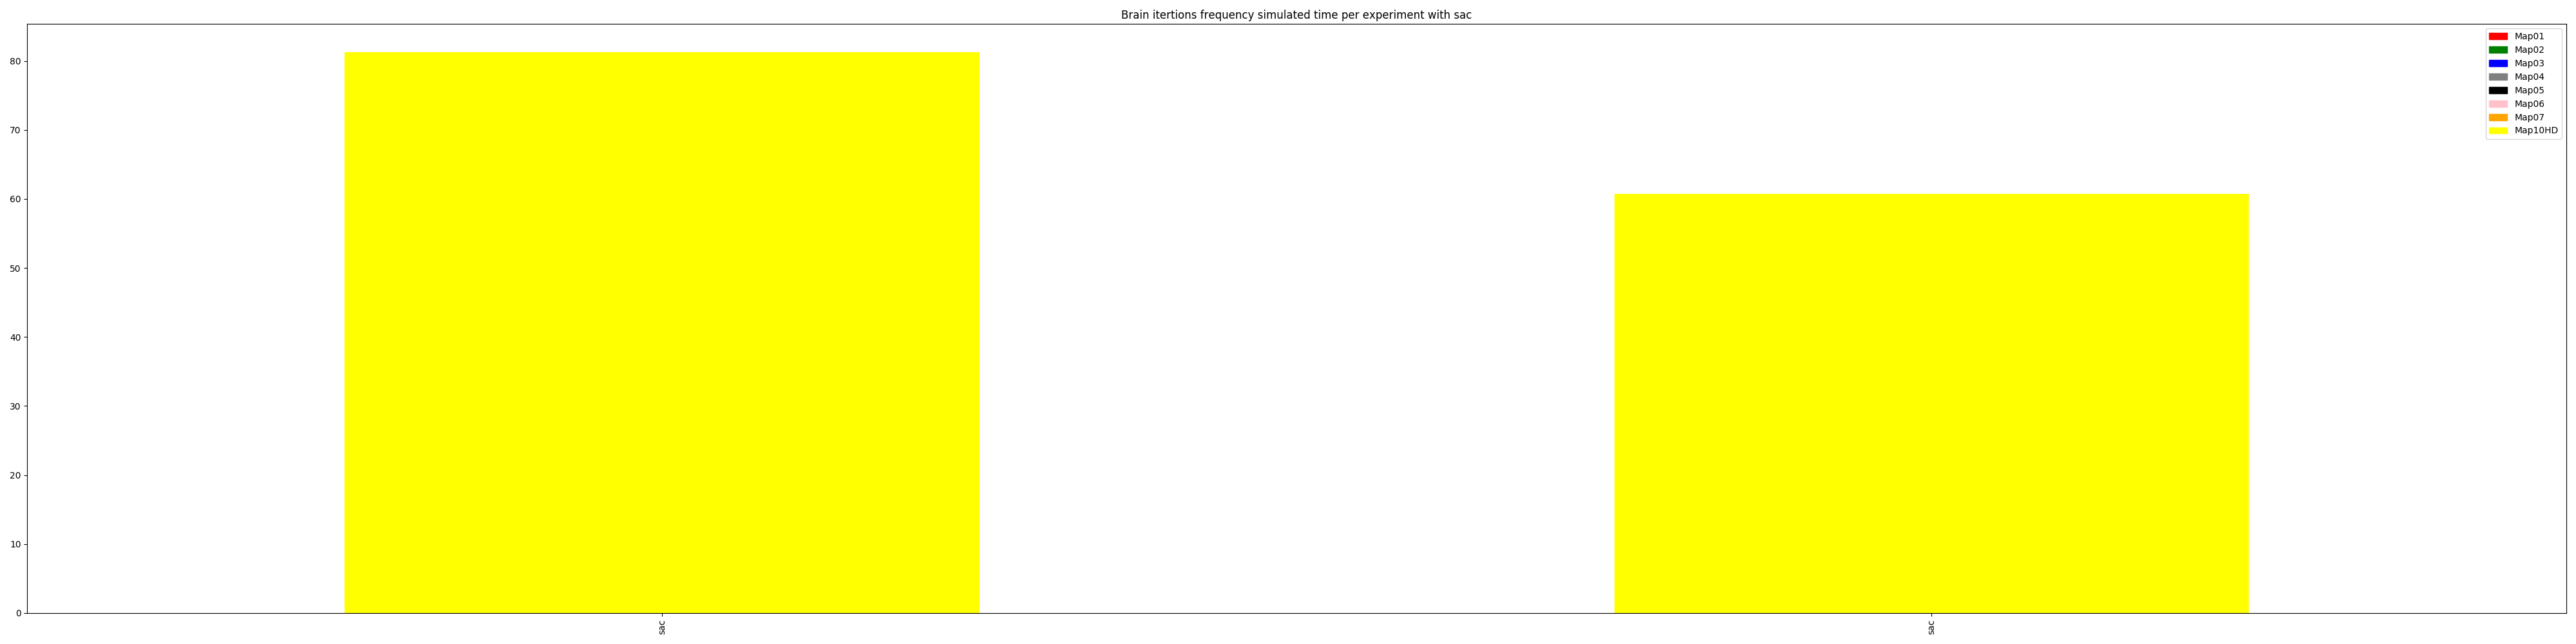 Brain itertions frequency simulated time per experiment with sac
80
70
60
50
40
30
20
10
0
Map01
Map02
Map03
Map04
Map05
Map06
Map07
Map10HD
sac
sac